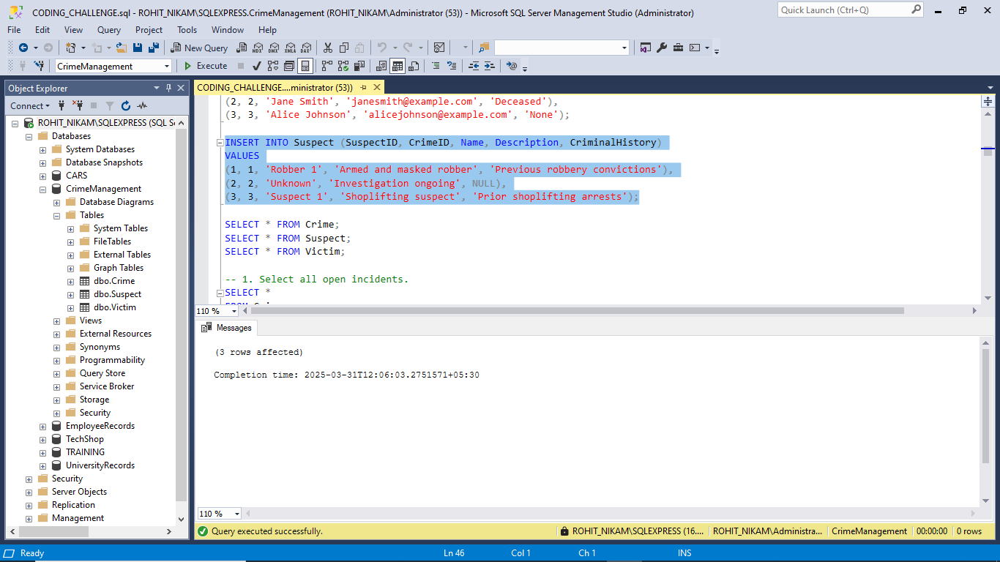 CODING_CHALLENGE.sql - ROHIT_NIKAM\SQLEXPRESS.CrimeManagement (ROHIT_NIKAM\Administrator (53)) - Microsoft SQL Server Management Studio (Administrator)
Quick Launch (Ctrl+Q)
File Edit View Query Project Tools Window Help
New Query MDX DMX XMLA DAX
CrimeManagement Execute
Object Explorer
Connect
ROHIT_NIKAM\SQLEXPRESS (SQL S
Databases
System Databases
Database Snapshots
CARS
CrimeManagement
Database Diagrams
Tables
System Tables
FileTables
External Tables
Graph Tables
dbo.Crime
dbo.Suspect
dbo.Victim
Views
External Resources
Synonyms
Programmability
Query Store
Service Broker
Storage
Security
EmployeeRecords
TechShop
TRAINING
UniversityRecords
Security
Server Objects
Replication
Management
CODING_CHALLENGE....ministrator (53))
(2, 2, 'Jane Smith', 'janesmith@example.com', 'Deceased'),
(3, 3, 'Alice Johnson', 'alicejohnson@example.com', 'None');
INSERT INTO Suspect (SuspectID, CrimeID, Name, Description, CriminalHistory)
VALUES
(1, 1, 'Robber 1', 'Armed and masked robber', 'Previous robbery convictions'),
(2, 2, 'Unknown', 'Investigation ongoing', NULL),
(3, 3, 'Suspect 1', 'Shoplifting suspect', 'Prior shoplifting arrests');
SELECT * FROM Crime;
SELECT * FROM Suspect;
SELECT * FROM Victim;
-- 1. Select all open incidents.
SELECT *
110 %
Messages
(3 rows affected)
Completion time: 2025-03-31T12:06:03.2751571+05:30
110 %
Query executed successfully. ROHIT_NIKAM\SQLEXPRESS (16.... ROHIT_NIKAM\Administra... CrimeManagement 00:00:00 0 rows
Ready Ln 46 Col 1 Ch 1 INS